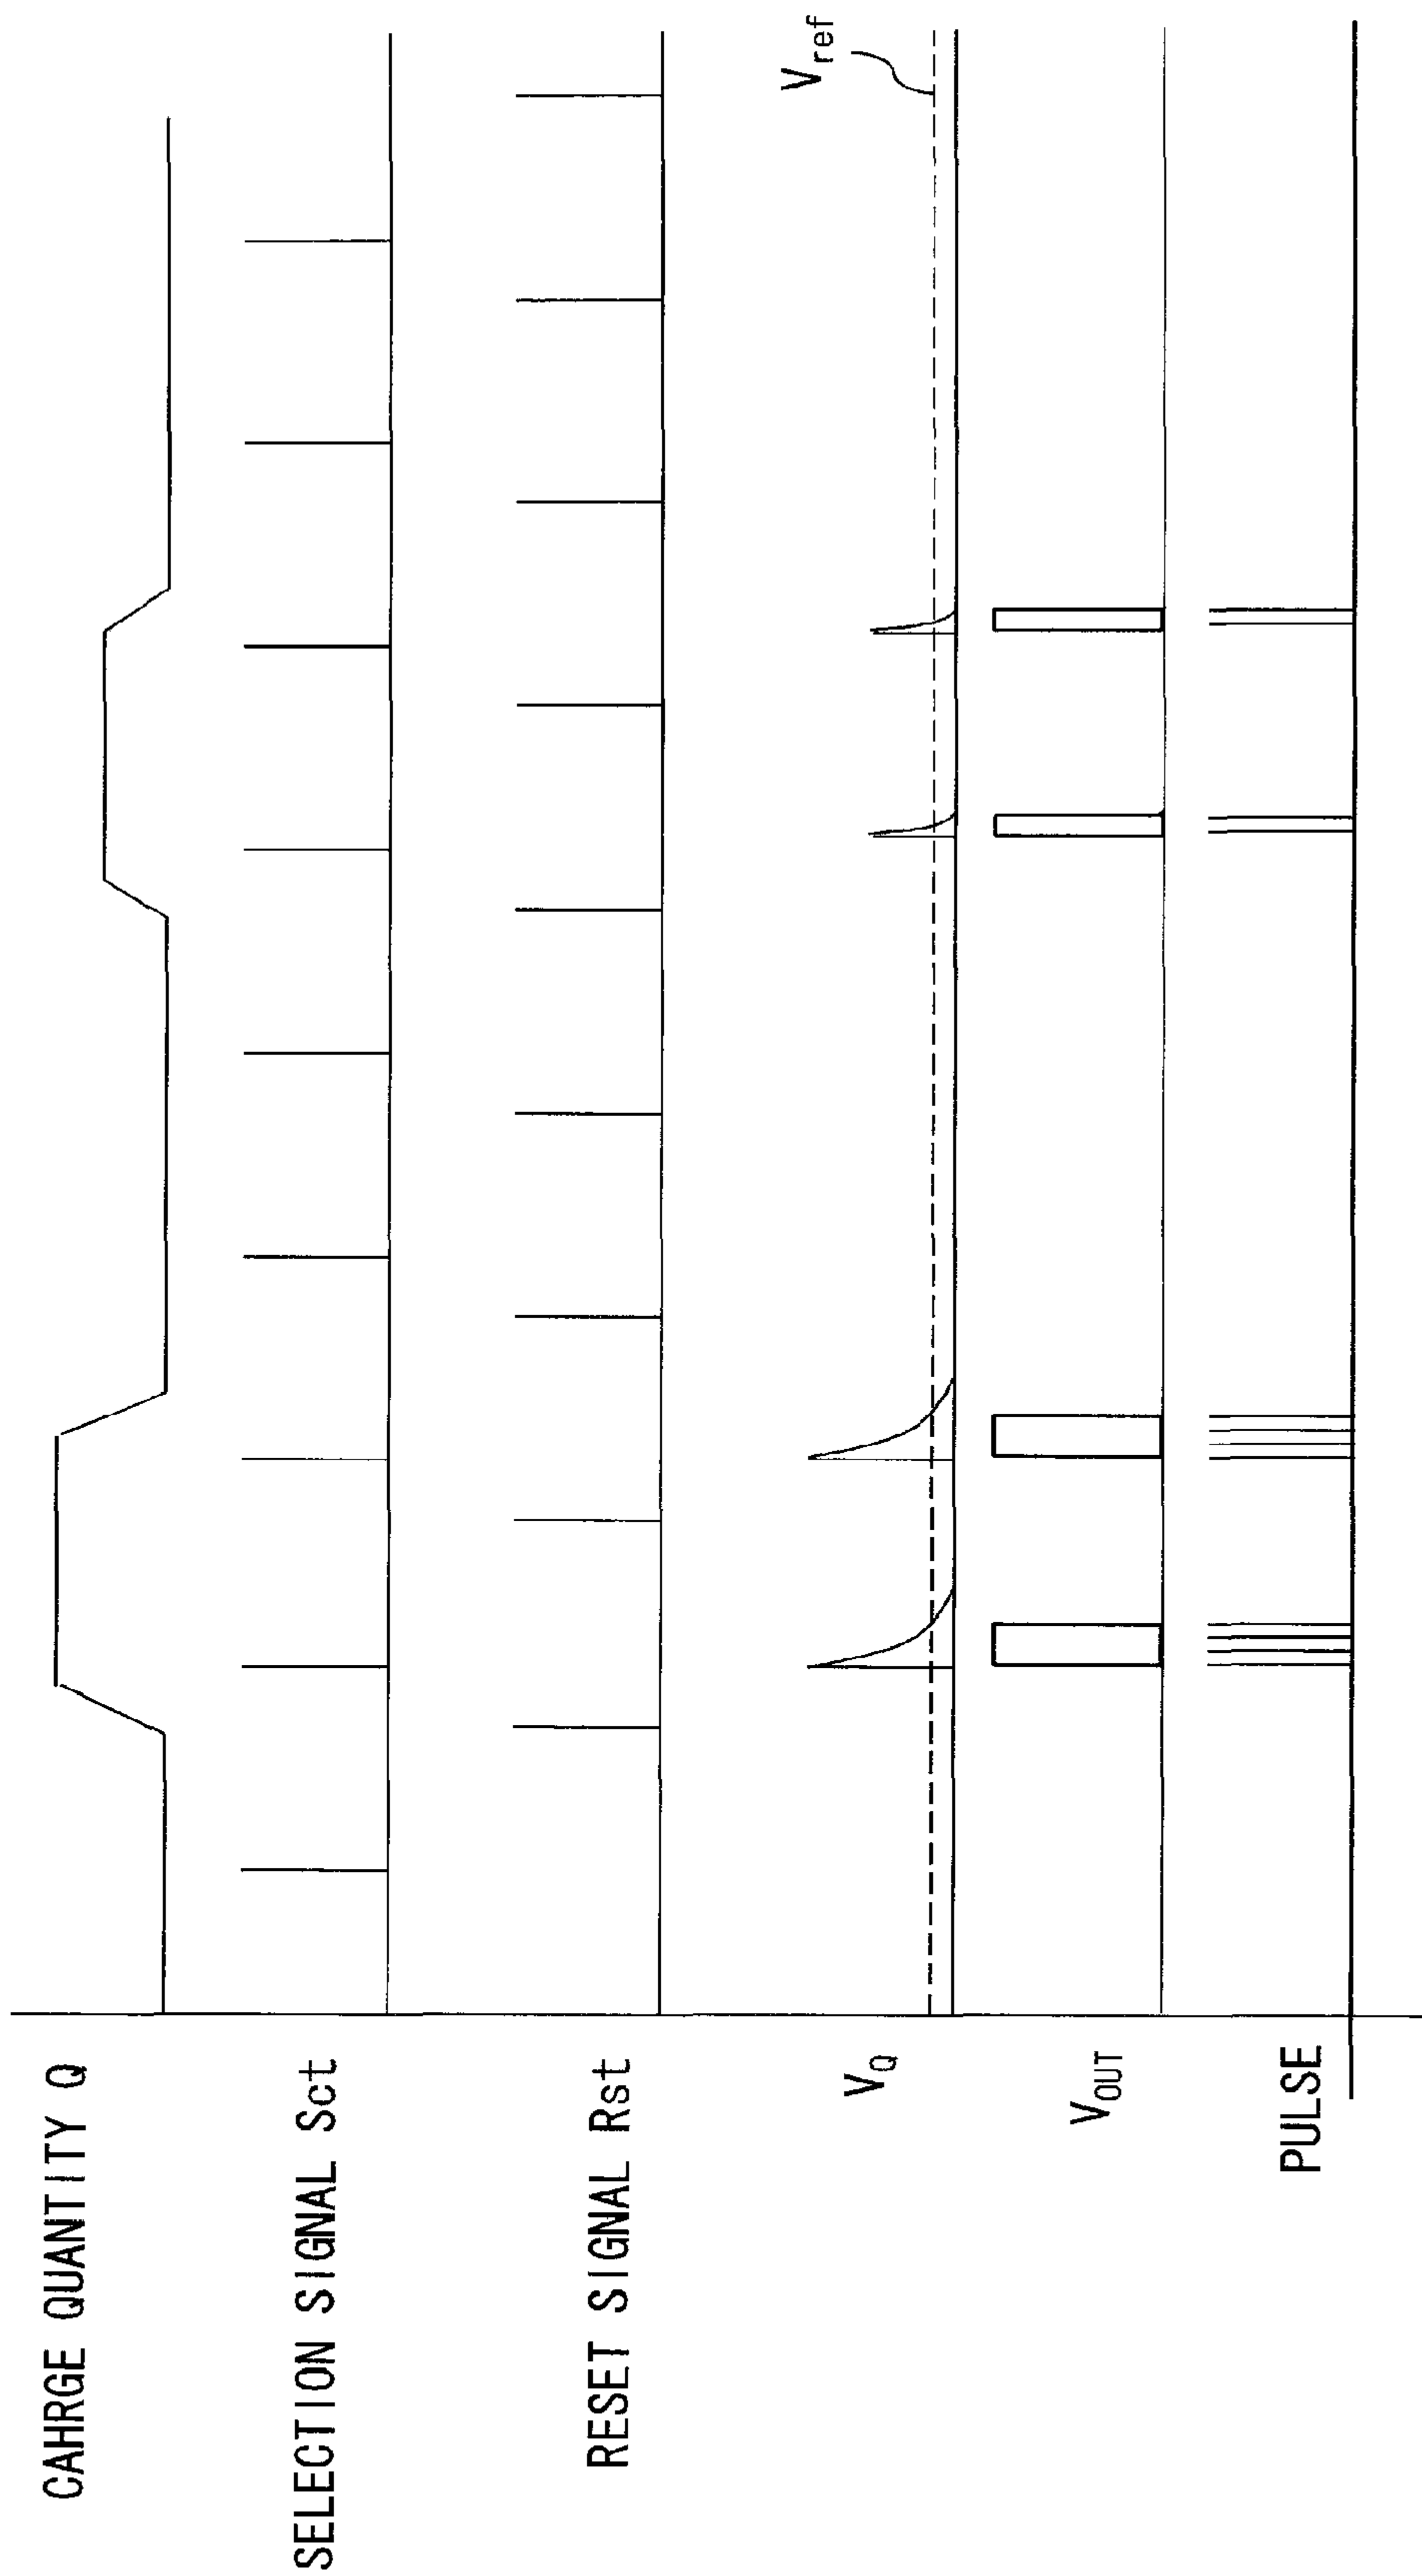 CAHRGE QUANTITY Q
SELECTION SIGNAL Sct
RESET SIGNAL Rst
Vref
VQ
VOUT
PULSE